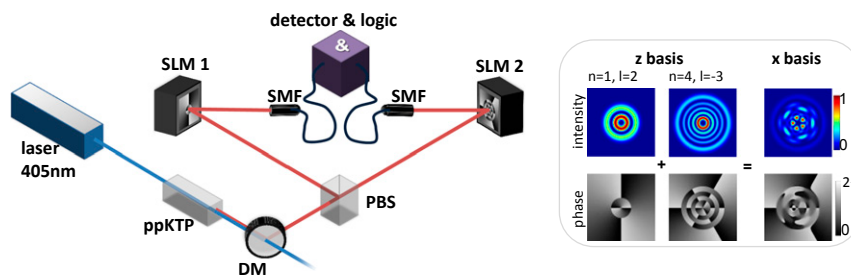 detector & logic
&
SLM 1
SLM 2
SMF
SMF
laser
405nm
ppKTP
PBS
DM
z basis
x basis
n=1, l=2
n=4, l=-3
intensity
1
0
+
=
phase
2
0